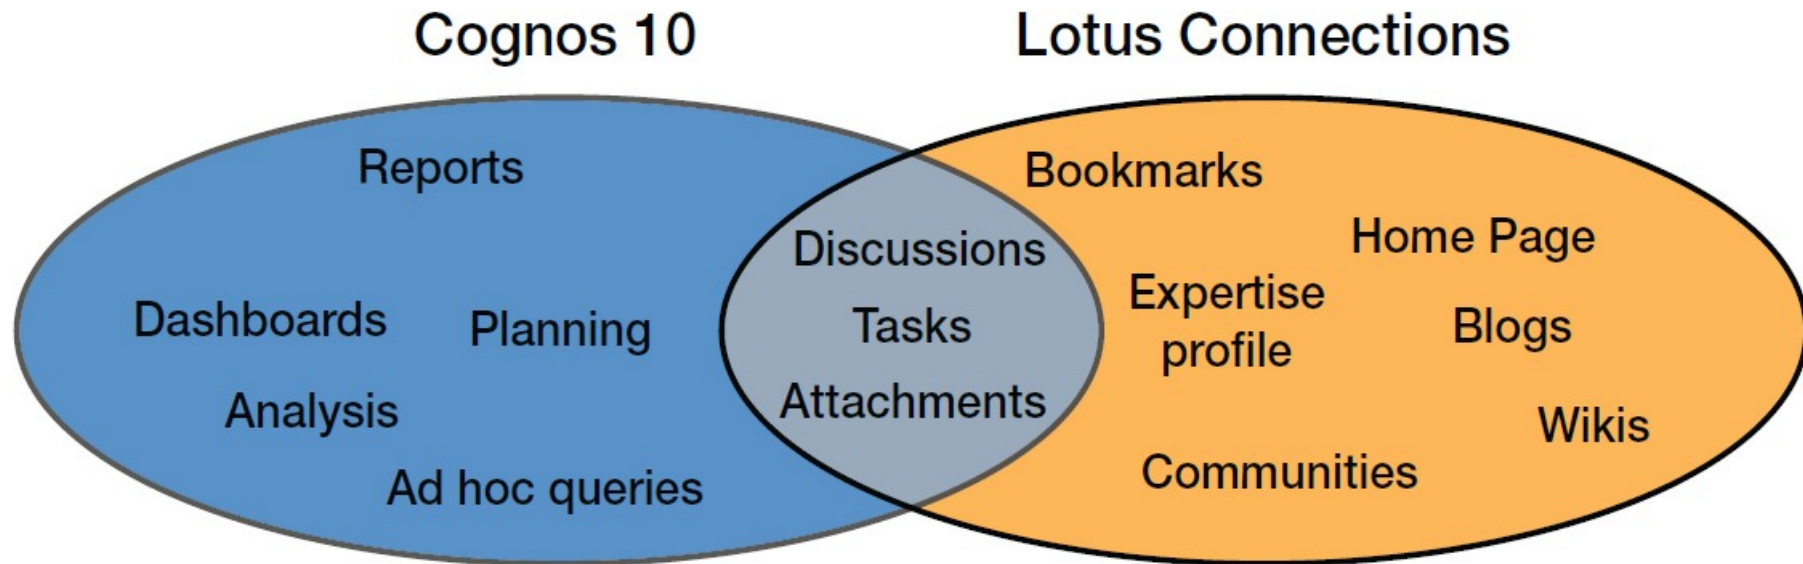 Cognos 10
Lotus Connections
Reports
Dashboards
Planning
Analysis
Ad hoc queries
Discussions
Tasks
Attachments
Bookmarks
Home Page
Expertise
profile
Blogs
Wikis
Communities